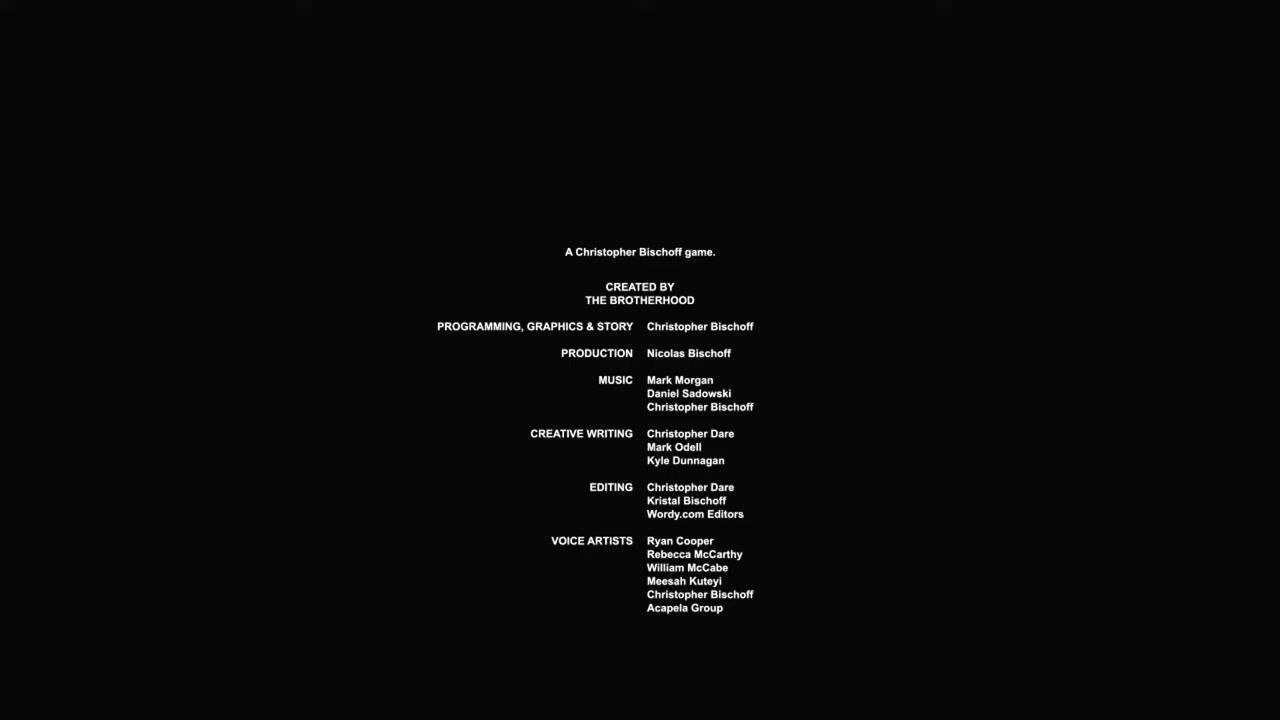 A Christopher Bischoff game.
CREATED BY
THE BROTHERHOOD
PROGRAMMING, GRAPHICS & STORY Christopher Bischoff
PRODUCTION Nicolas Bischoff
MUSIC Mark Morgan
Daniel Sadowski
Christopher Bischoff
CREATIVE WRITING Christopher Dare
Mark Odell
Kyle Dunnagan
EDITING Christopher Dare
Kristal Bischoff
Wordy.com Editors
VOICE ARTISTS Ryan Cooper
Rebecca McCarthy
William McCabe
Meesah Kuteyi
Christopher Bischoff
Acapela Group